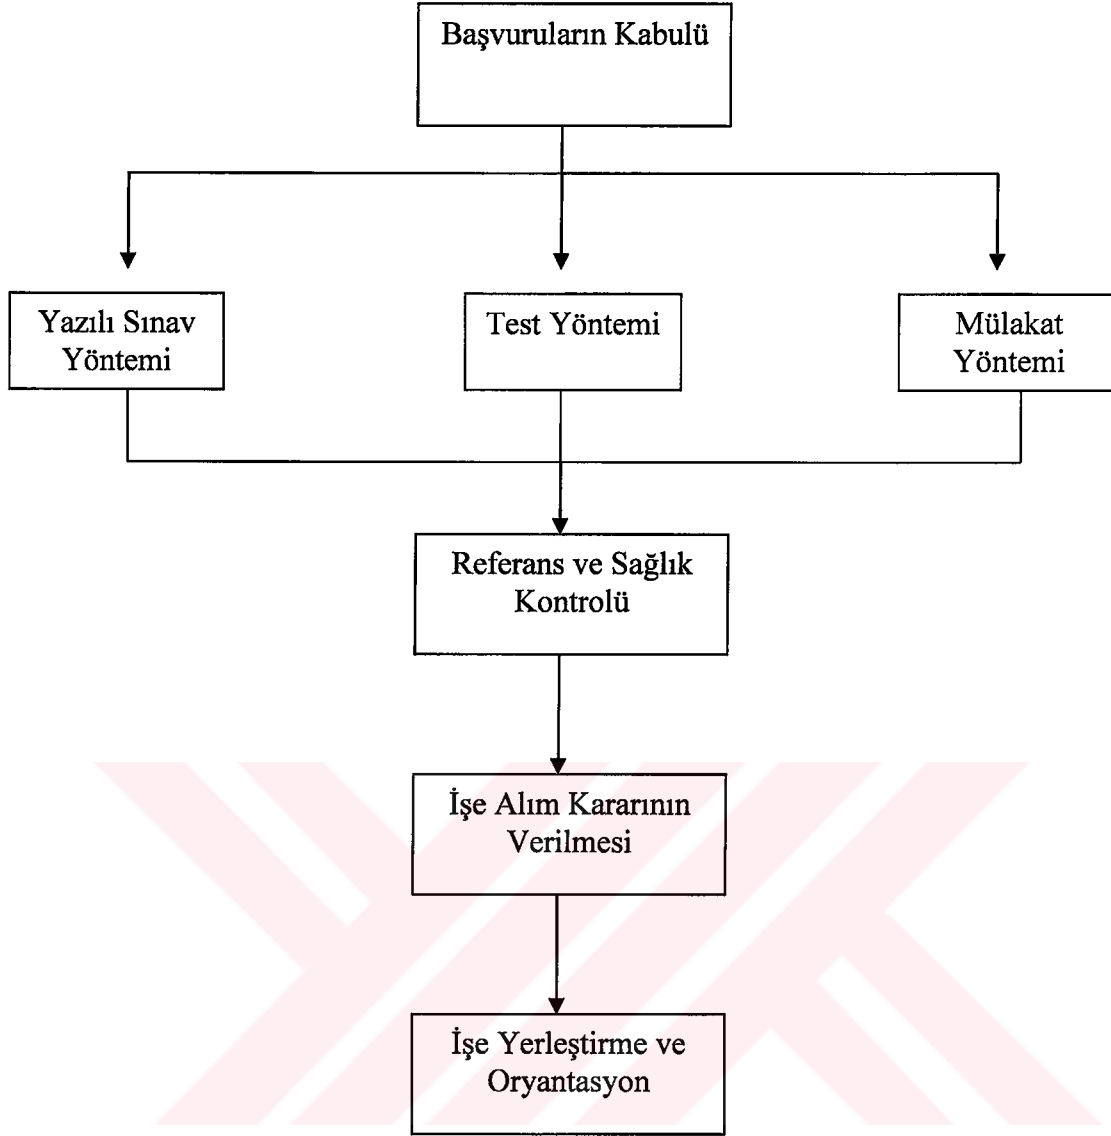 Başvuruların Kabulü
Yazılı Sınav
Yöntemi
Test Yöntemi
Mülakat
Yöntemi
Referans ve Sağlık
Kontrolü
İşe Alım Kararının
Verilmesi
İşe Yerleştirme ve
Oryantasyon